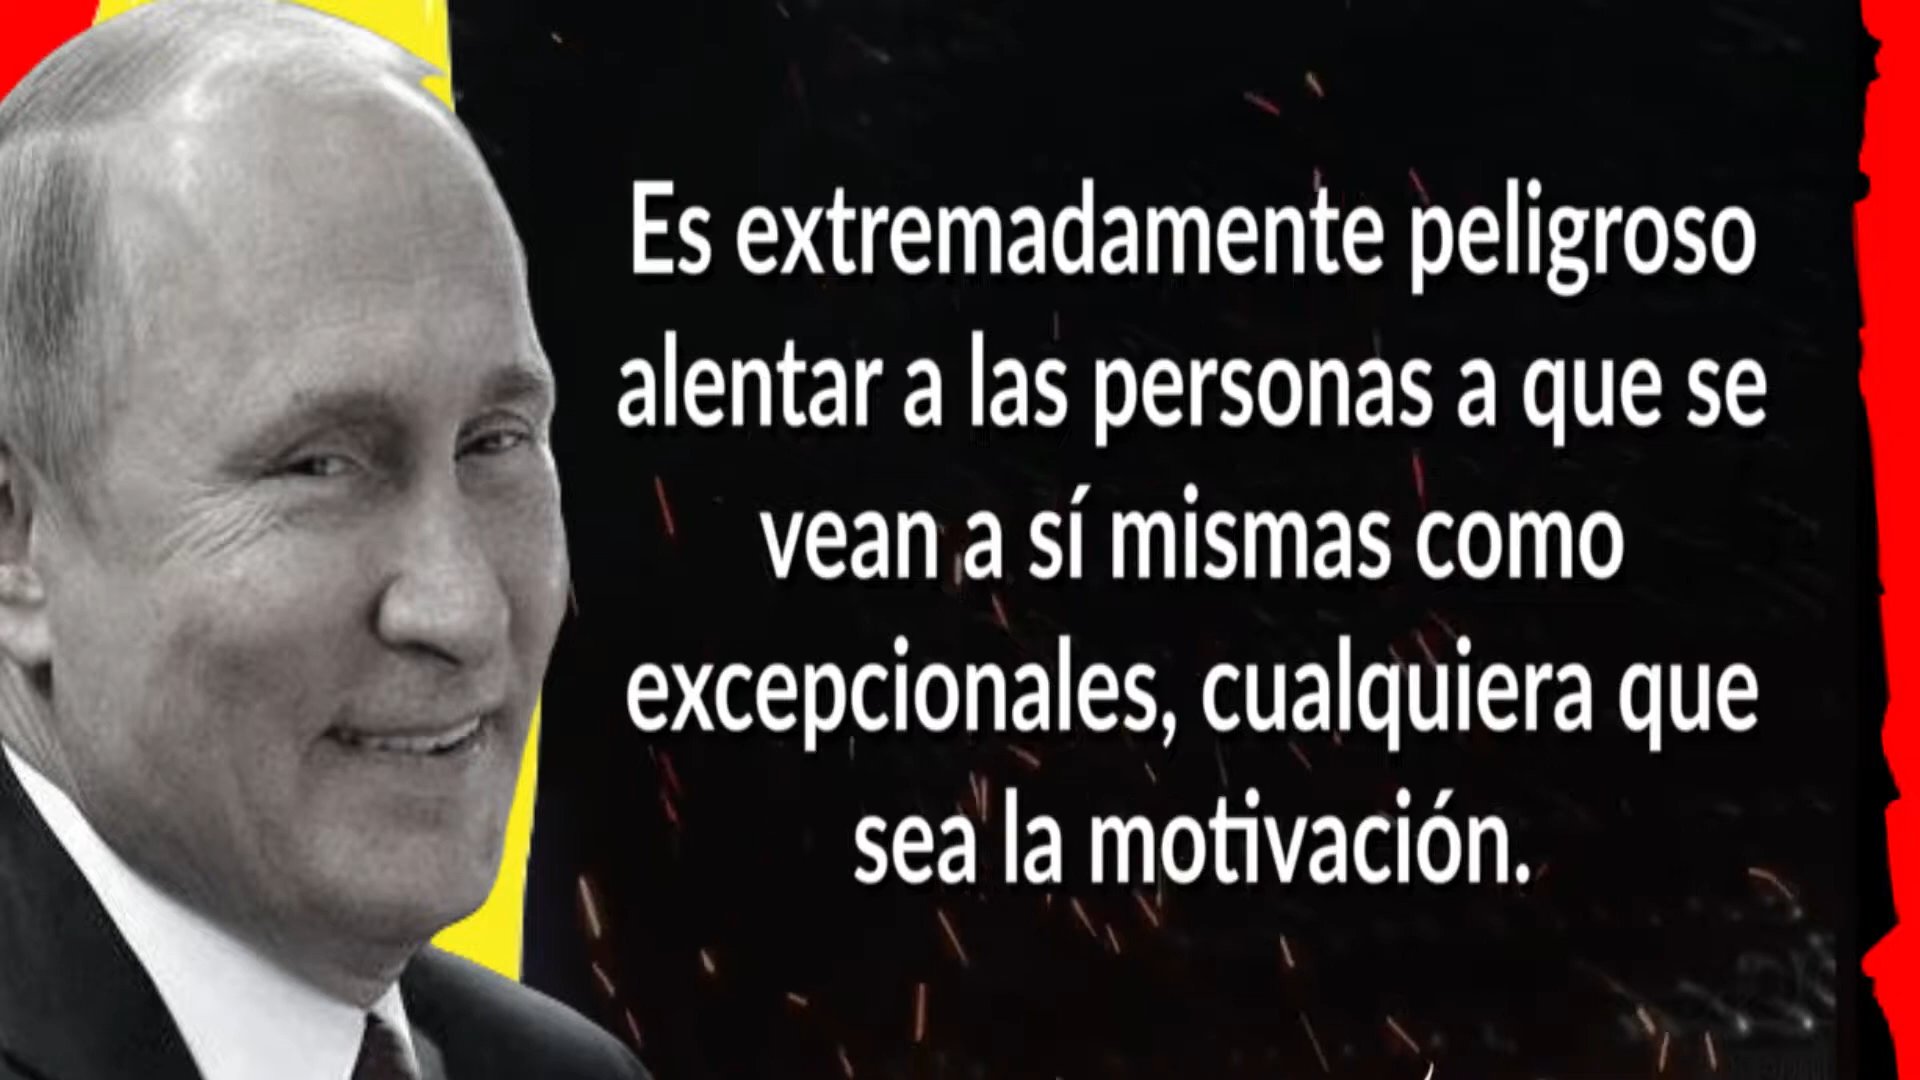 Es extremadamente peligroso
alentar a las personas a que se
vean a sí mismas como
excepcionales, cualquiera que
sea la motivación.